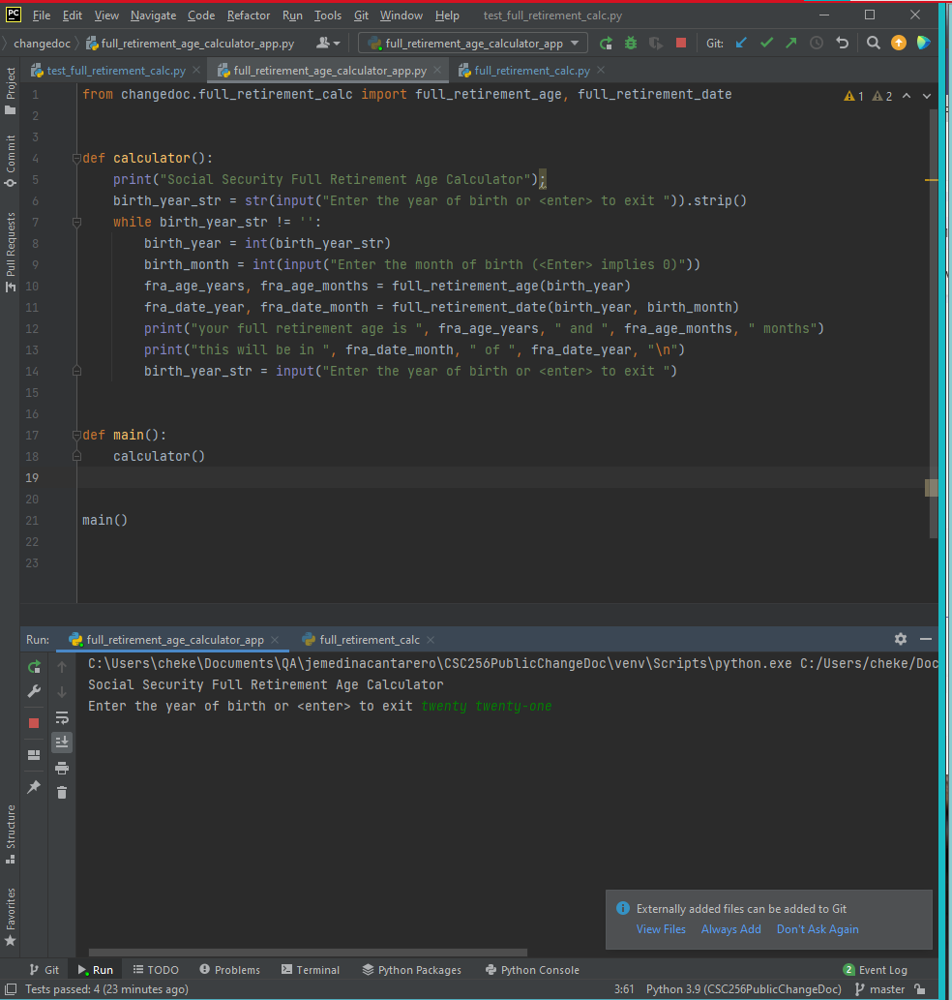 PC File Edit View Navigate Code Refactor Run Tools Git Window Help test_full_retirement_calc.py
changedoc full_retirement_age_calculator_app.py full_retirement_age_calculator_app Git:
test_full_retirement_calc.py full_retirement_age_calculator_app.py full_retirement_calc.py
Project
Commit
Pull Requests
1 from changedoc.full_retirement_calc import full_retirement_age, full_retirement_date 1 2
2
3
4 def calculator():
5 print("Social Security Full Retirement Age Calculator");
6 birth_year_str = str(input("Enter the year of birth or <enter> to exit ")).strip()
7 while birth_year_str != '':
8 birth_year = int(birth_year_str)
9 birth_month = int(input("Enter the month of birth (<Enter> implies 0)"))
10 fra_age_years, fra_age_months = full_retirement_age(birth_year)
11 fra_date_year, fra_date_month = full_retirement_date(birth_year, birth_month)
12 print("your full retirement age is ", fra_age_years, " and ", fra_age_months, " months")
13 print("this will be in ", fra_date_month, " of ", fra_date_year, "\n")
14 birth_year_str = input("Enter the year of birth or <enter> to exit ")
15
16
17 def main():
18 calculator()
19
20
21 main()
22
23
Run: full_retirement_age_calculator_app full_retirement_calc
C:\Users\cheke\Documents\QA\jemedinacantarero\CSC256PublicChangeDoc\venv\Scripts\python.exe C:/Users/cheke/Doc
Social Security Full Retirement Age Calculator
Enter the year of birth or <enter> to exit twenty twenty-one
Structure
Favorites
Externally added files can be added to Git
View Files Always Add Don't Ask Again
Git Run TODO Problems Terminal Python Packages Python Console 2 Event Log
Tests passed: 4 (23 minutes ago) 3:61 Python 3.9 (CSC256PublicChangeDoc) master